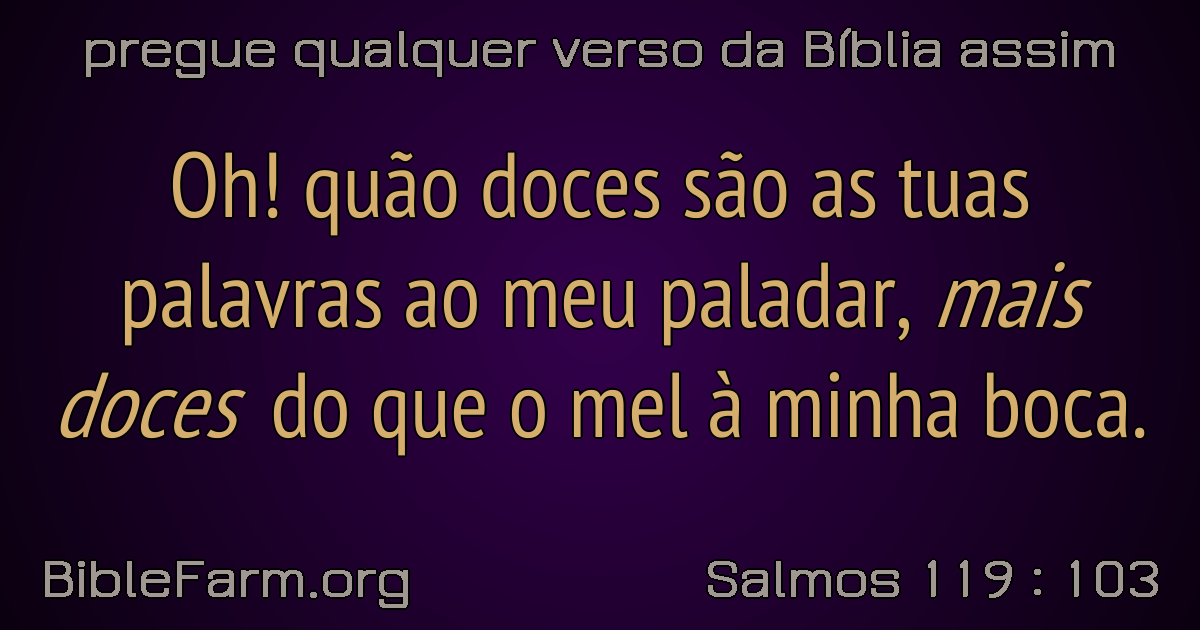 pregue qualquer verso da Bíblia assim
Oh! quão doces são as tuas
palavras ao meu paladar, mais
doces do que o mel à minha boca.
BibleFarm.org
Salmos 119 : 103